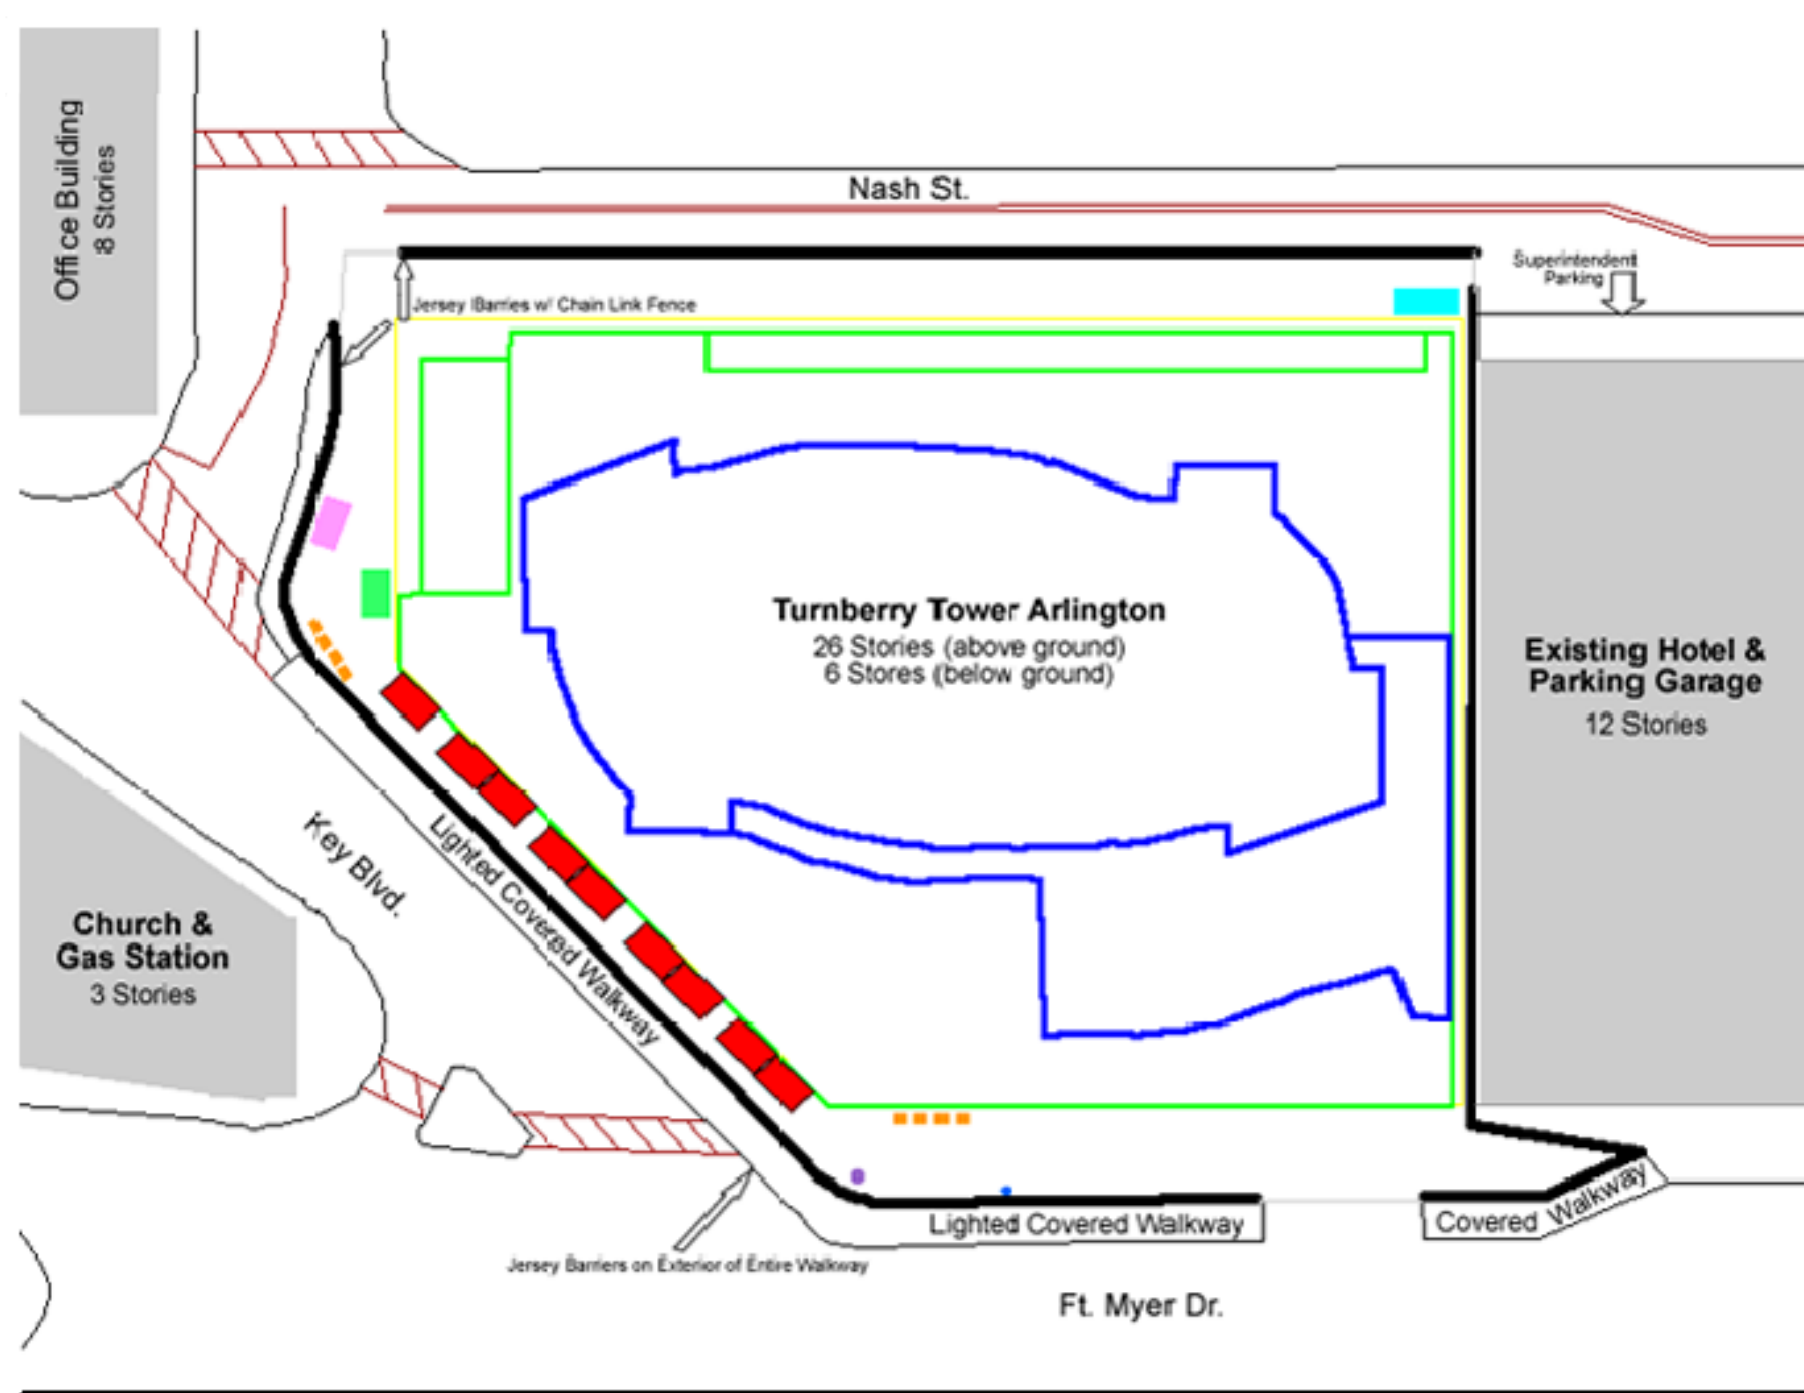 Office Building
8 Stories
Nash St.
Superintendent
Parking
Jersey Barries w/ Chain Link Fence
Turnberry Tower Arlington
26 Stories (above ground)
6 Stores (below ground)
Existing Hotel &
Parking Garage
12 Stories
Key Blvd.
Lighted Covered Walkway
Church &
Gas Station
3 Stories
Lighted Covered Walkway
Covered Walkway
Jersey Barriers on Exterior of Entire Walkway
Ft. Myer Dr.